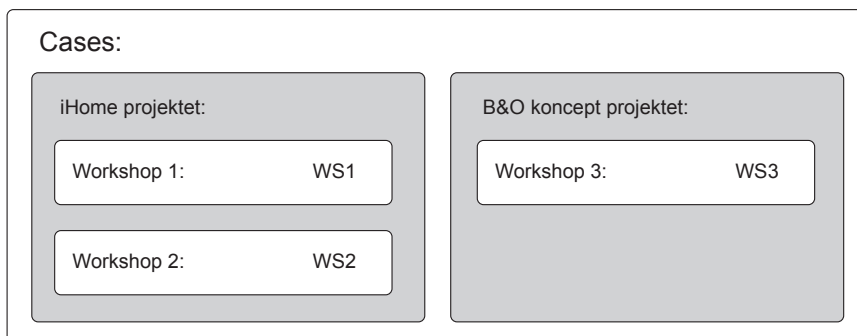 Cases:
iHome projektet:
Workshop 1: WS1
Workshop 2: WS2
B&O koncept projektet:
Workshop 3: WS3